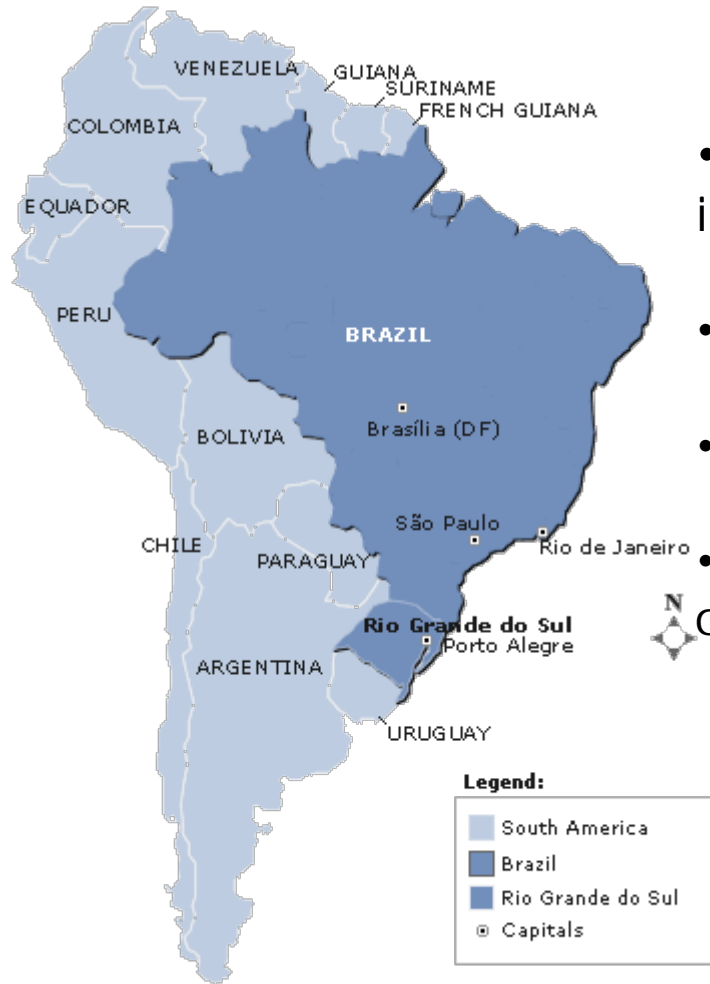 VENEZUELA
GUIANA
SURINAME
FRENCH GUIANA
COLOMBIA
EQUADOR
PERU
BRAZIL
Brasília (DF)
BOLIVIA
São Paulo
Rio de Janeiro
CHILE
PARAGUAY
N
Rio Grande do Sul
Porto Alegre
ARGENTINA
URUGUAY
Legend:
South America
Brazil
Rio Grande do Sul
Capitals
•
i
•
•
•